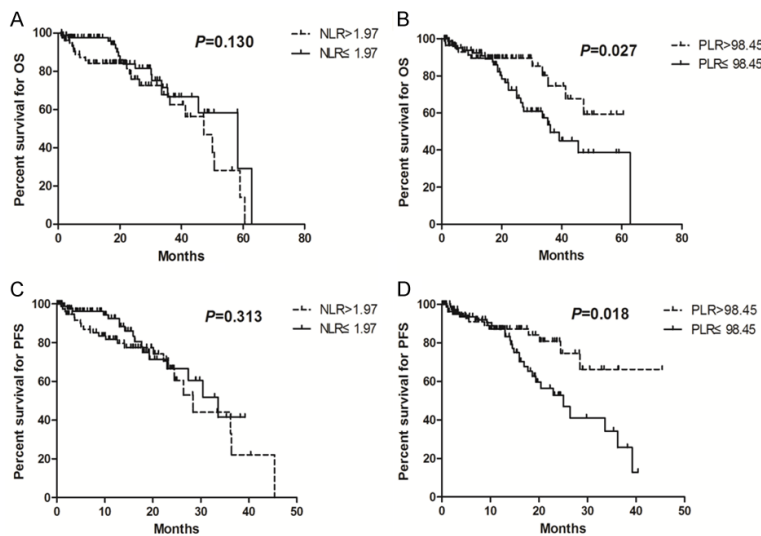 A
P=0.130
NLR>1.97
NLR≤ 1.97
Percent survival for OS
100
80
60
40
20
0
0 20 40 60 80
Months
B
P=0.027
PLR>98.45
PLR≤ 98.45
Percent survival for OS
100
80
60
40
20
0
0 20 40 60 80
Months
C
P=0.313
NLR>1.97
NLR≤ 1.97
Percent survival for PFS
100
80
60
40
20
0
0 10 20 30 40 50
Months
D
P=0.018
PLR>98.45
PLR≤ 98.45
Percent survival for PFS
100
80
60
40
20
0
0 10 20 30 40 50
Months